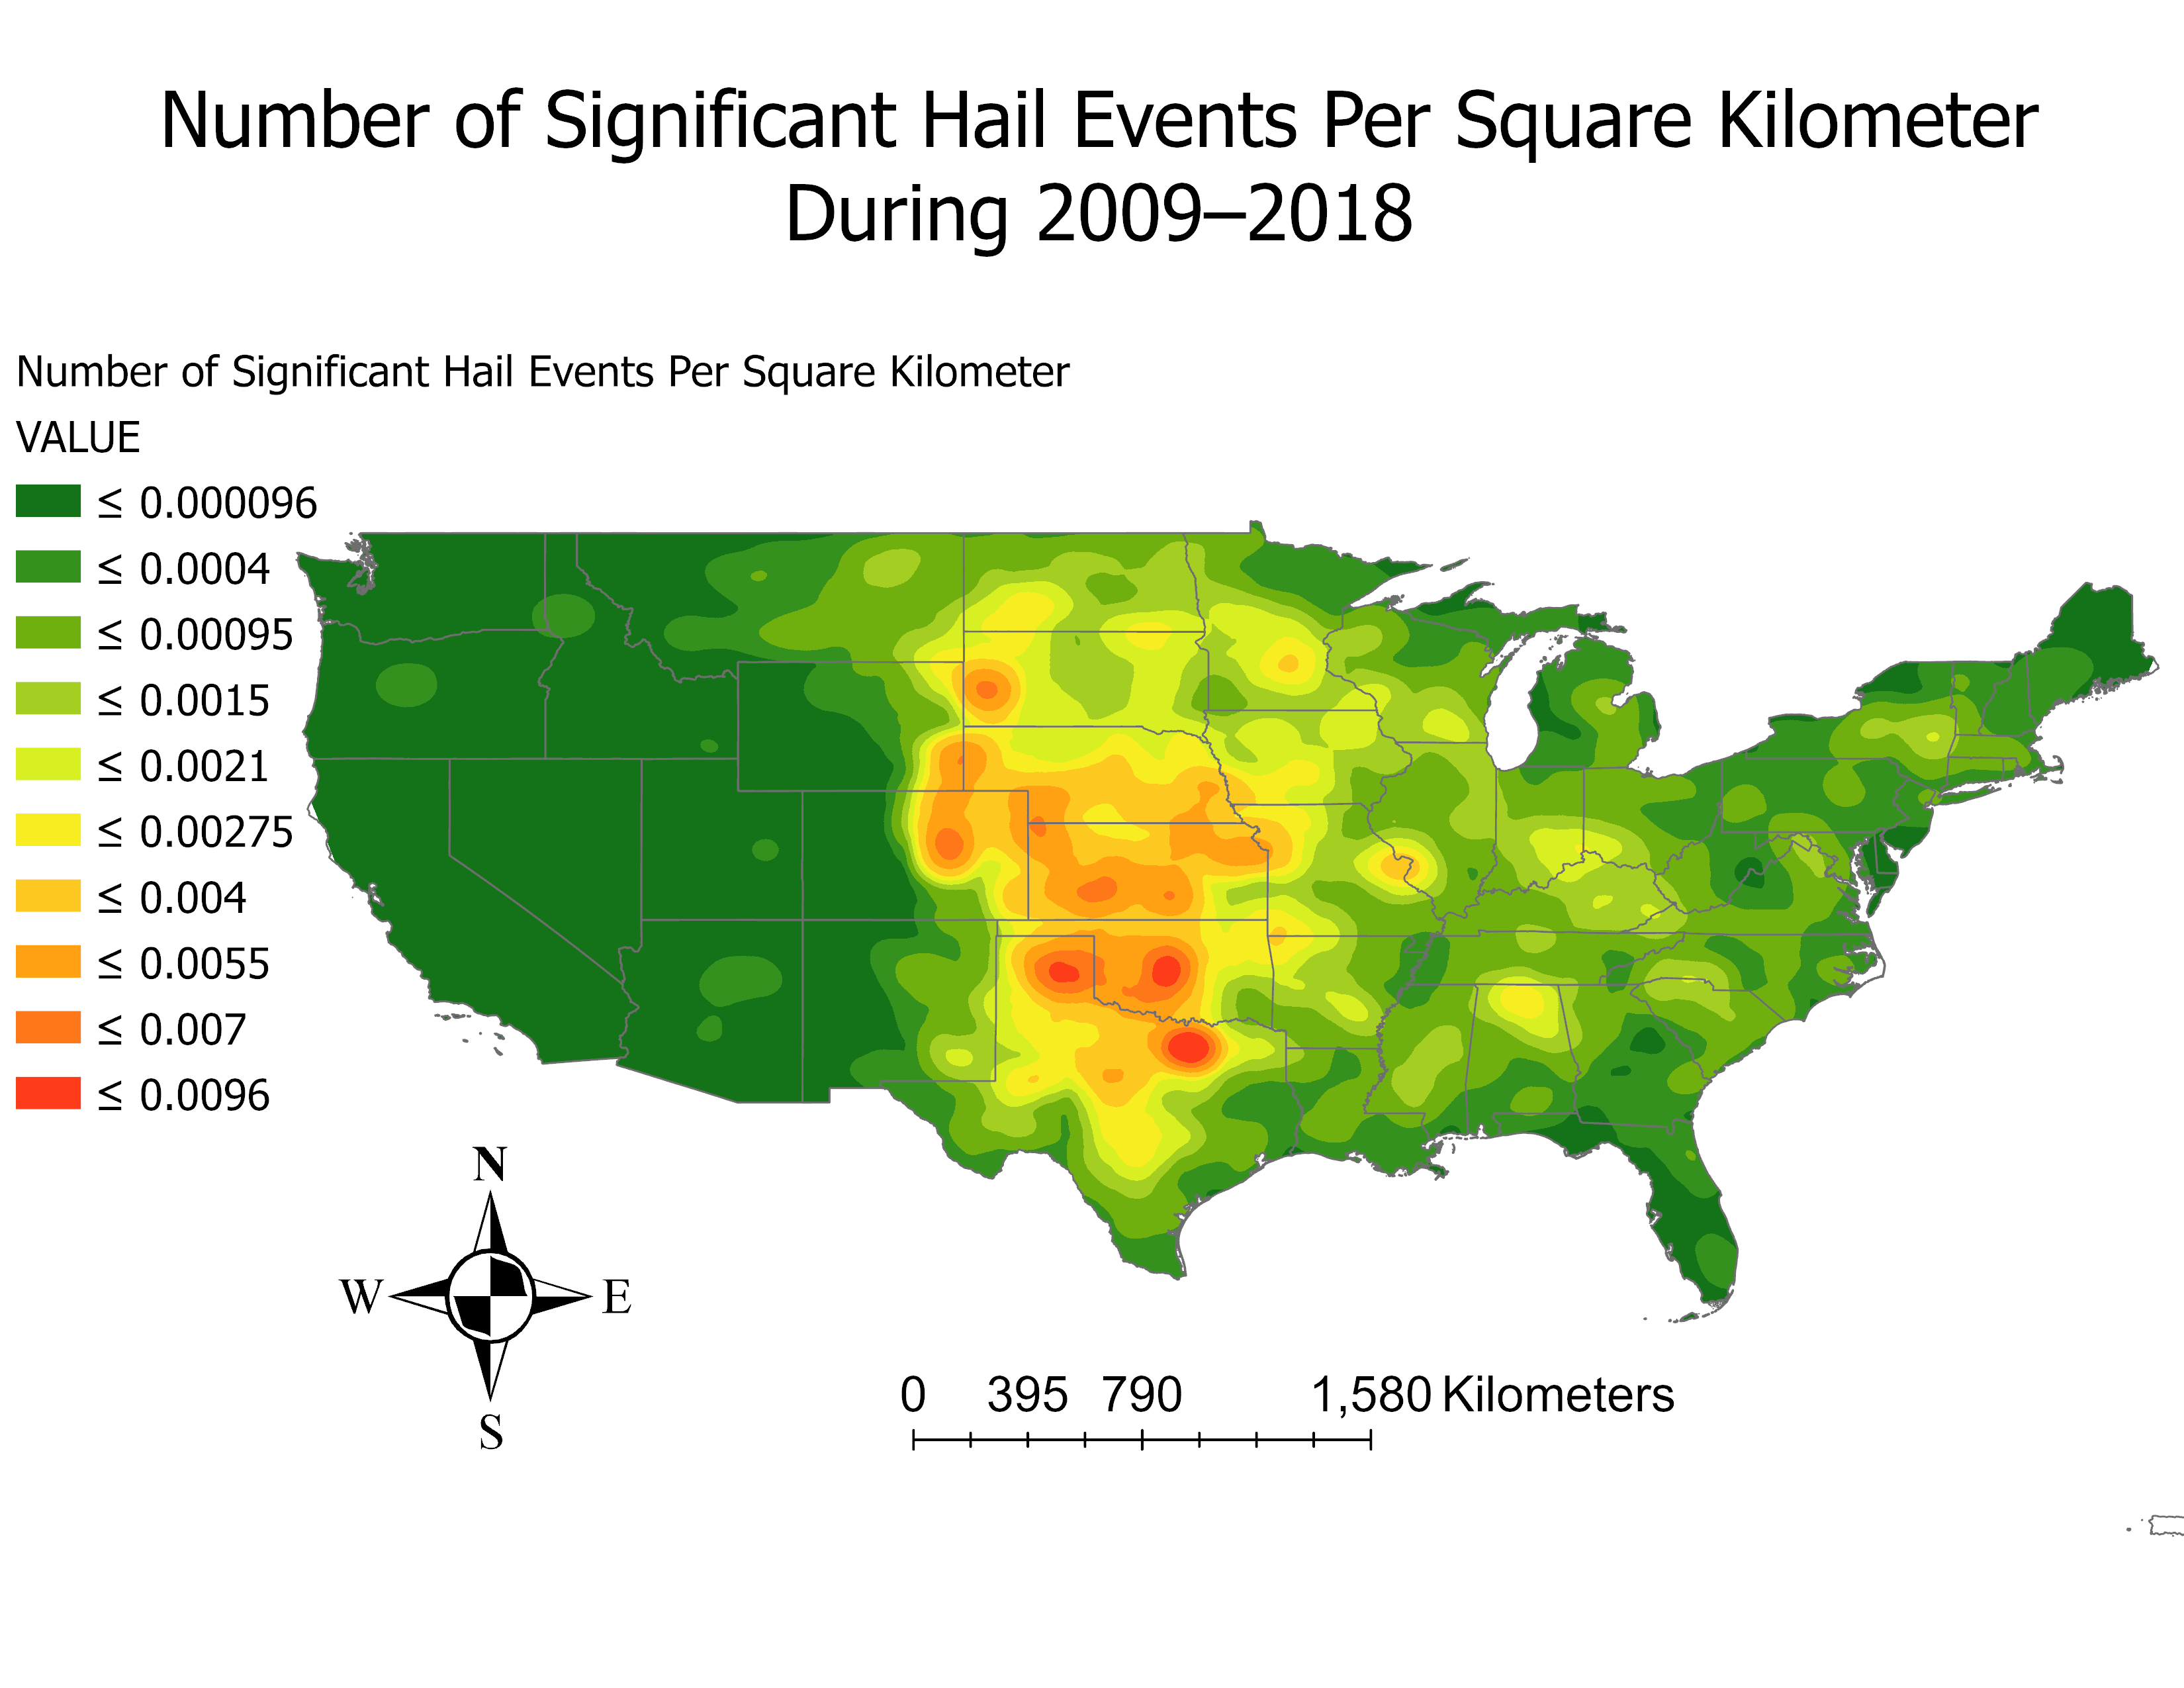 Number of Significant Hail Events Per Square Kilometer
During 2009–2018
Number of Significant Hail Events Per Square Kilometer
VALUE
≤ 0.000096
≤ 0.0004
≤ 0.00095
≤ 0.0015
≤ 0.0021
≤ 0.00275
≤ 0.004
≤ 0.0055
≤ 0.007
≤ 0.0096
N
W E
S
0 395 790 1,580 Kilometers